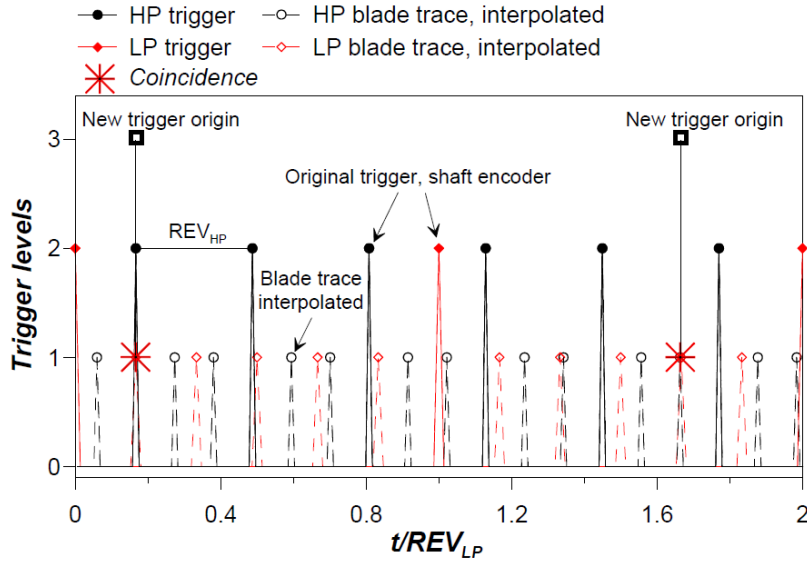 HP trigger
HP blade trace, interpolated
LP trigger
LP blade trace, interpolated
Coincidence
New trigger origin
New trigger origin
Original trigger, shaft encoder
REV_HP
Blade trace
interpolated
Trigger levels
3
2
1
0
0
0.4
0.8
1.2
1.6
2
t/REV_LP